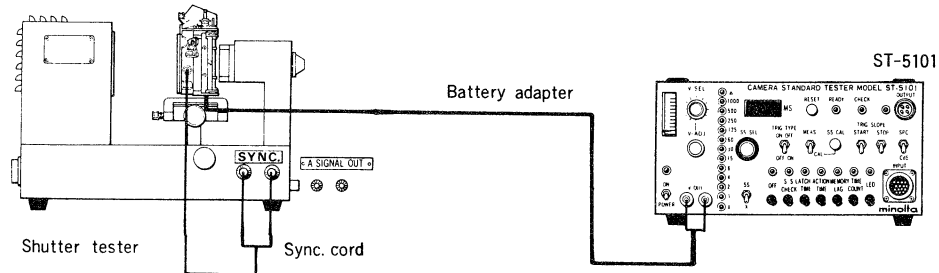 ST-5101
Battery adapter
SYNC.
A SIGNAL OUT
Shutter tester
Sync. cord
CAMERA STANDARD TESTER MODEL ST-5101
V SEL
V-ADJ
V OUT
ON
POWER
A
1000
500
250
125
60
30
15
8
4
2
1
SS SEL
SS
MS
RESET
READY
CHECK
OUTPUT
TRIG TYPE
ON OFF
OFF ON
MEAS
SS CAL
CAL
TRIG SLOPE
START
STOP
SPC
INPUT
OFF
S S CHECK
LATCH TIME
ACTION TIME
MEMORY LAG
TIME COUNT
LED
minolta